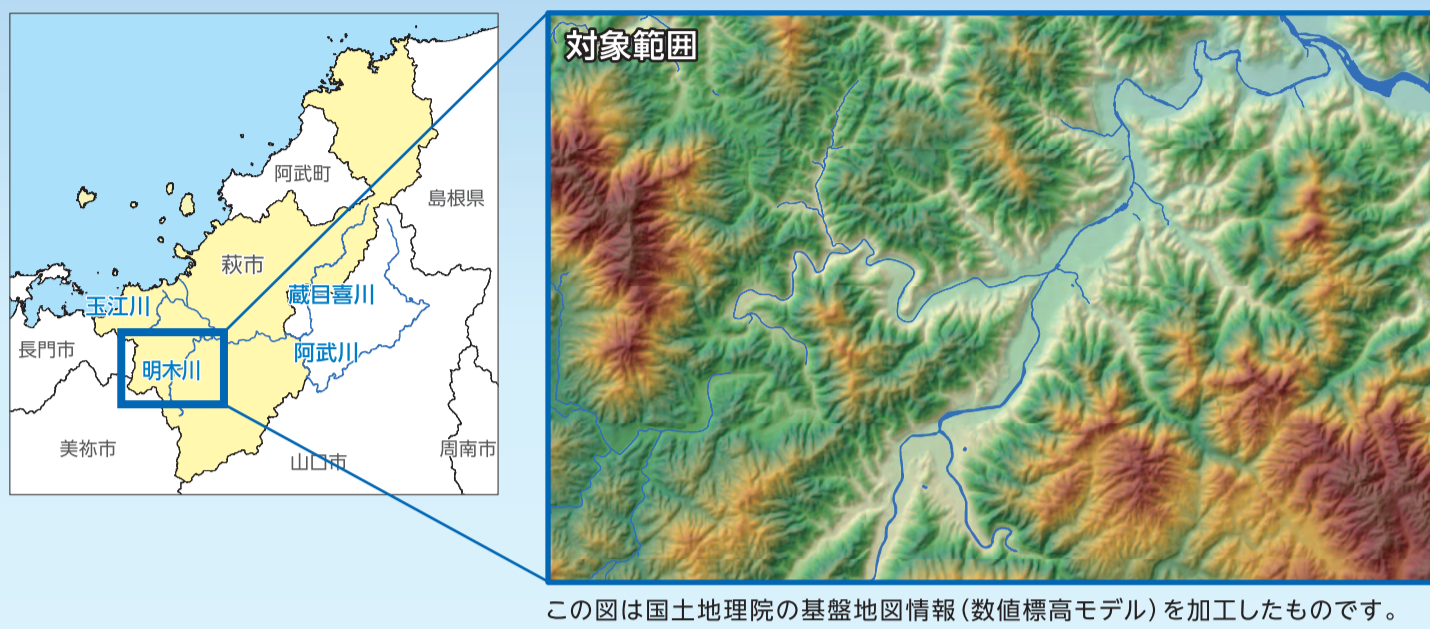 対象範囲
阿武町
島根県
萩市
蔵目喜川
玉江川
長門市
阿武川
明木川
美祢市
周南市
山口市
この図は国土地理院の基盤地図情報（数値標高モデル）を加工したものです。